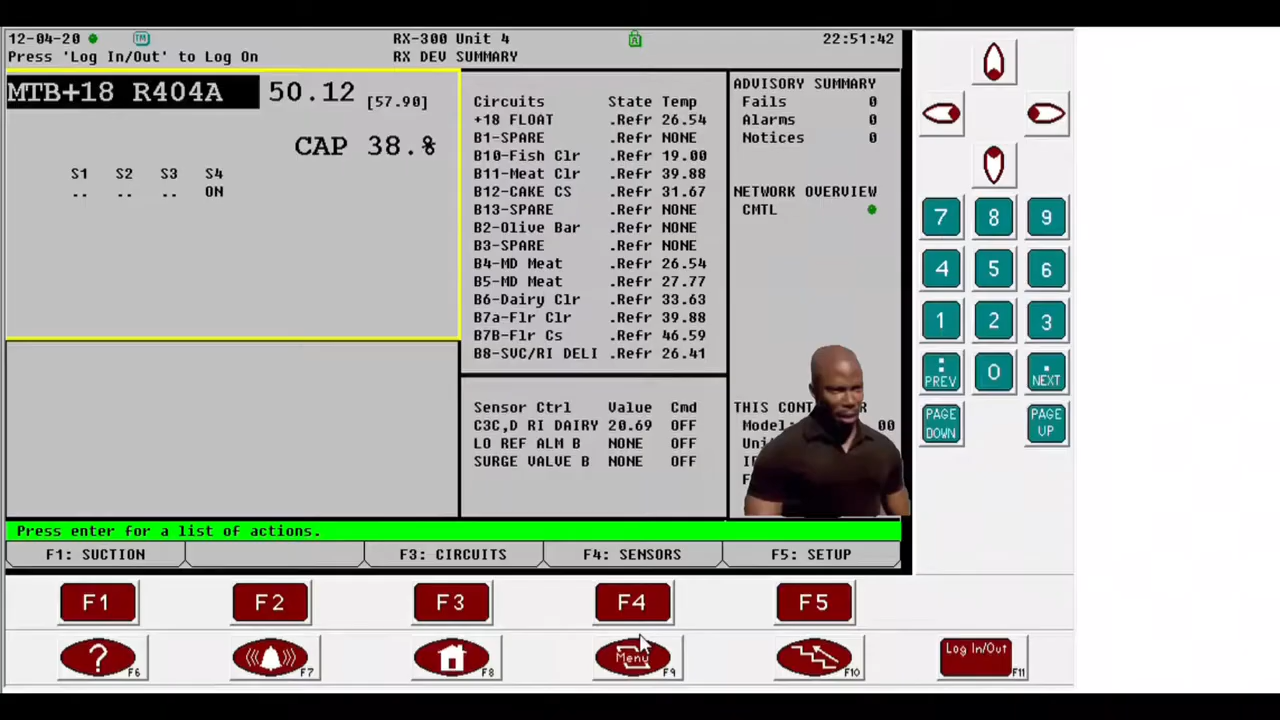 12-04-20 TM RX-300 Unit 4 22:51:42
Press 'Log In/Out' to Log On RX DEV SUMMARY
MTB+18 R404A 50.12 [57.90]
CAP 38.%
S1 S2 S3 S4
.. .. .. ON
Circuits State Temp
+18 FLOAT .Refr 26.54
B1-SPARE .Refr NONE
B10-Fish Clr .Refr 19.00
B11-Meat Clr .Refr 39.88
B12-CAKE CS .Refr 31.67
B13-SPARE .Refr NONE
B2-Olive Bar .Refr NONE
B3-SPARE .Refr NONE
B4-MD Meat .Refr 26.54
B5-MD Meat .Refr 27.77
B6-Dairy Clr .Refr 33.63
B7a-Flr Clr .Refr 39.88
B7B-Flr Cs .Refr 46.59
B8-SVC/RI DELI .Refr 26.41
Sensor Ctrl Value Cmd
C3C,D RI DAIRY 20.69 OFF
LO REF ALM B NONE OFF
SURGE VALVE B NONE OFF
ADVISORY SUMMARY
Fails 0
Alarms 0
Notices 0
NETWORK OVERVIEW
CMTL
THIS CONT R
Model: 00
Uni
I
F
Press enter for a list of actions.
F1: SUCTION F3: CIRCUITS F4: SENSORS F5: SETUP
7 8 9
4 5 6
1 2 3
: PREV 0 . NEXT
PAGE DOWN PAGE UP
F1 F2 F3 F4 F5
? F6 F7 F8 Menu F9 F10 Log In/Out F11